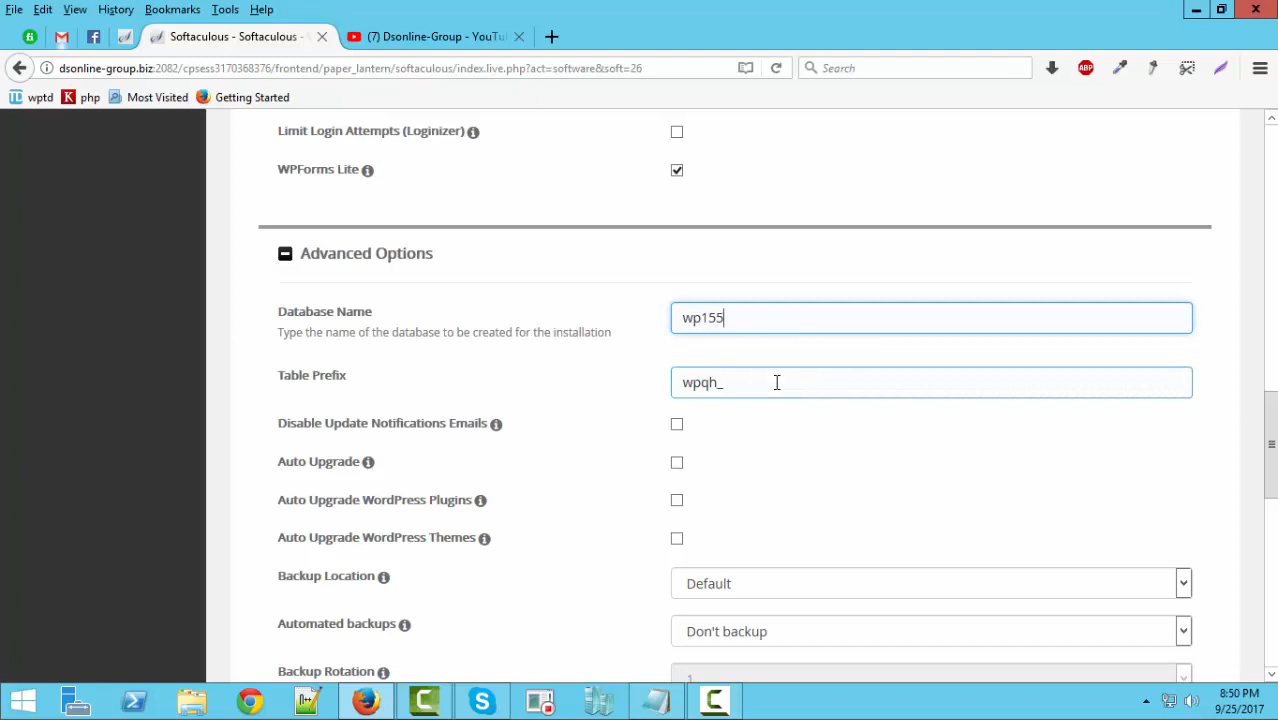 File Edit View History Bookmarks Tools Help
Softaculous - Softaculous -
(7) Dsonline-Group - YouTu
dsonline-group.biz:2082/cpsess3170368376/frontend/paper_lantern/softaculous/index.live.php?act=software&soft=26
Search
ABP
wptd php Most Visited Getting Started
Limit Login Attempts (Loginizer)
WPForms Lite
Advanced Options
Database Name
wp155
Type the name of the database to be created for the installation
Table Prefix
wpqh_
Disable Update Notifications Emails
Auto Upgrade
Auto Upgrade WordPress Plugins
Auto Upgrade WordPress Themes
Backup Location
Default
Automated backups
Don't backup
Backup Rotation
1
8:50 PM
9/25/2017